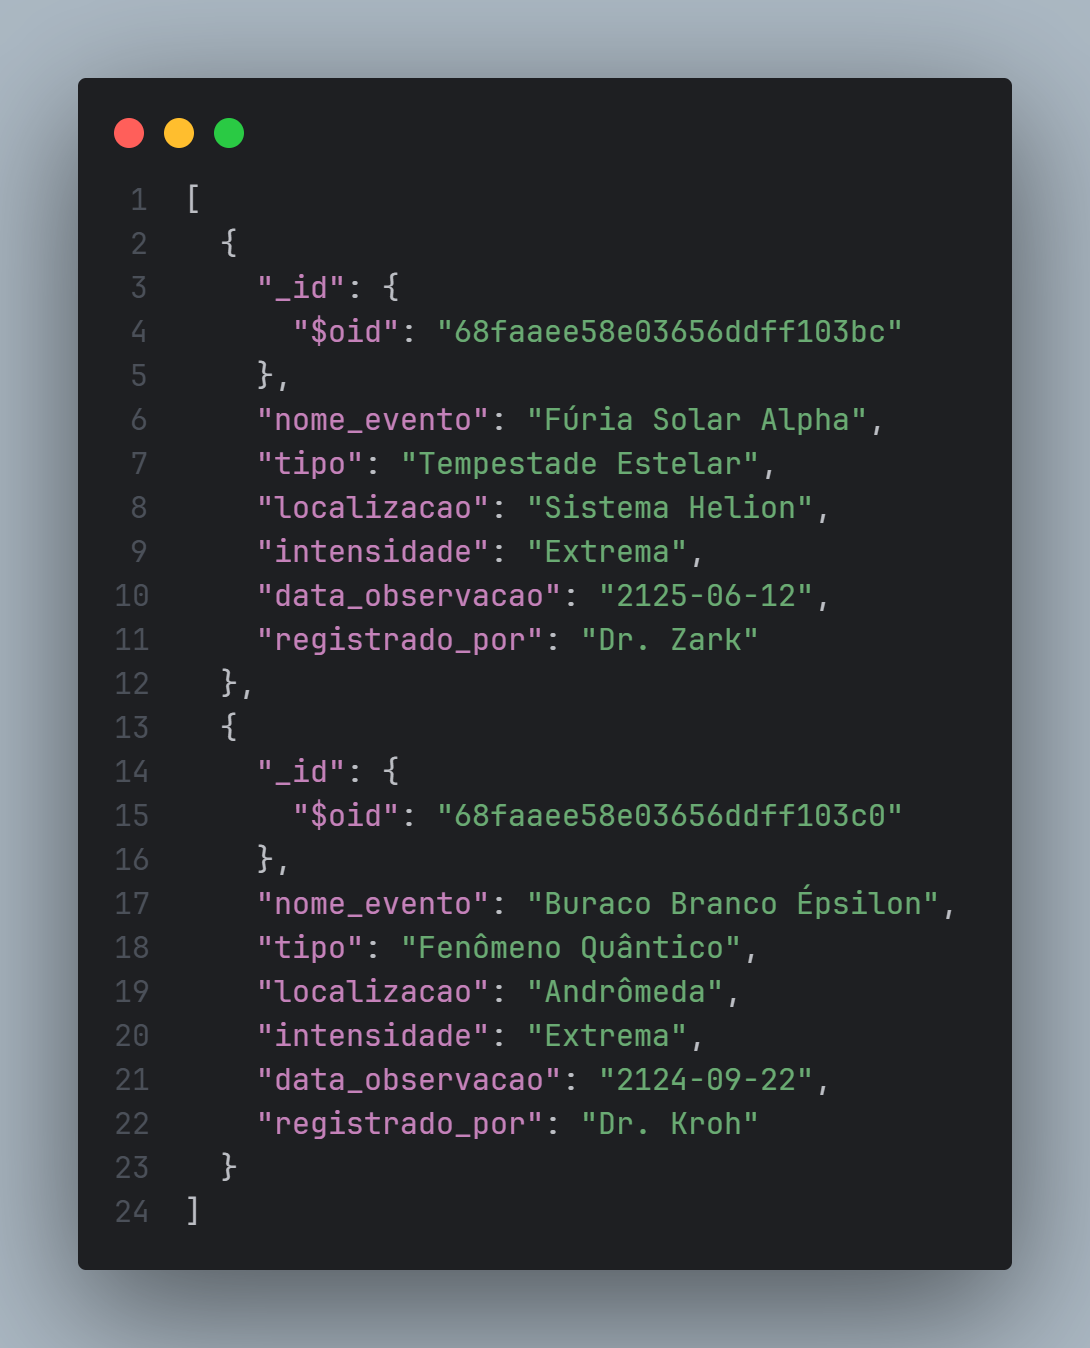 1 [
2   {
3     "_id": {
4       "$oid": "68faaee58e03656ddff103bc"
5     },
6     "nome_evento": "Fúria Solar Alpha",
7     "tipo": "Tempestade Estelar",
8     "localizacao": "Sistema Helion",
9     "intensidade": "Extrema",
10     "data_observacao": "2125-06-12",
11     "registrado_por": "Dr. Zark"
12   },
13   {
14     "_id": {
15       "$oid": "68faaee58e03656ddff103c0"
16     },
17     "nome_evento": "Buraco Branco Épsilon",
18     "tipo": "Fenômeno Quântico",
19     "localizacao": "Andrômeda",
20     "intensidade": "Extrema",
21     "data_observacao": "2124-09-22",
22     "registrado_por": "Dr. Kroh"
23   }
24 ]